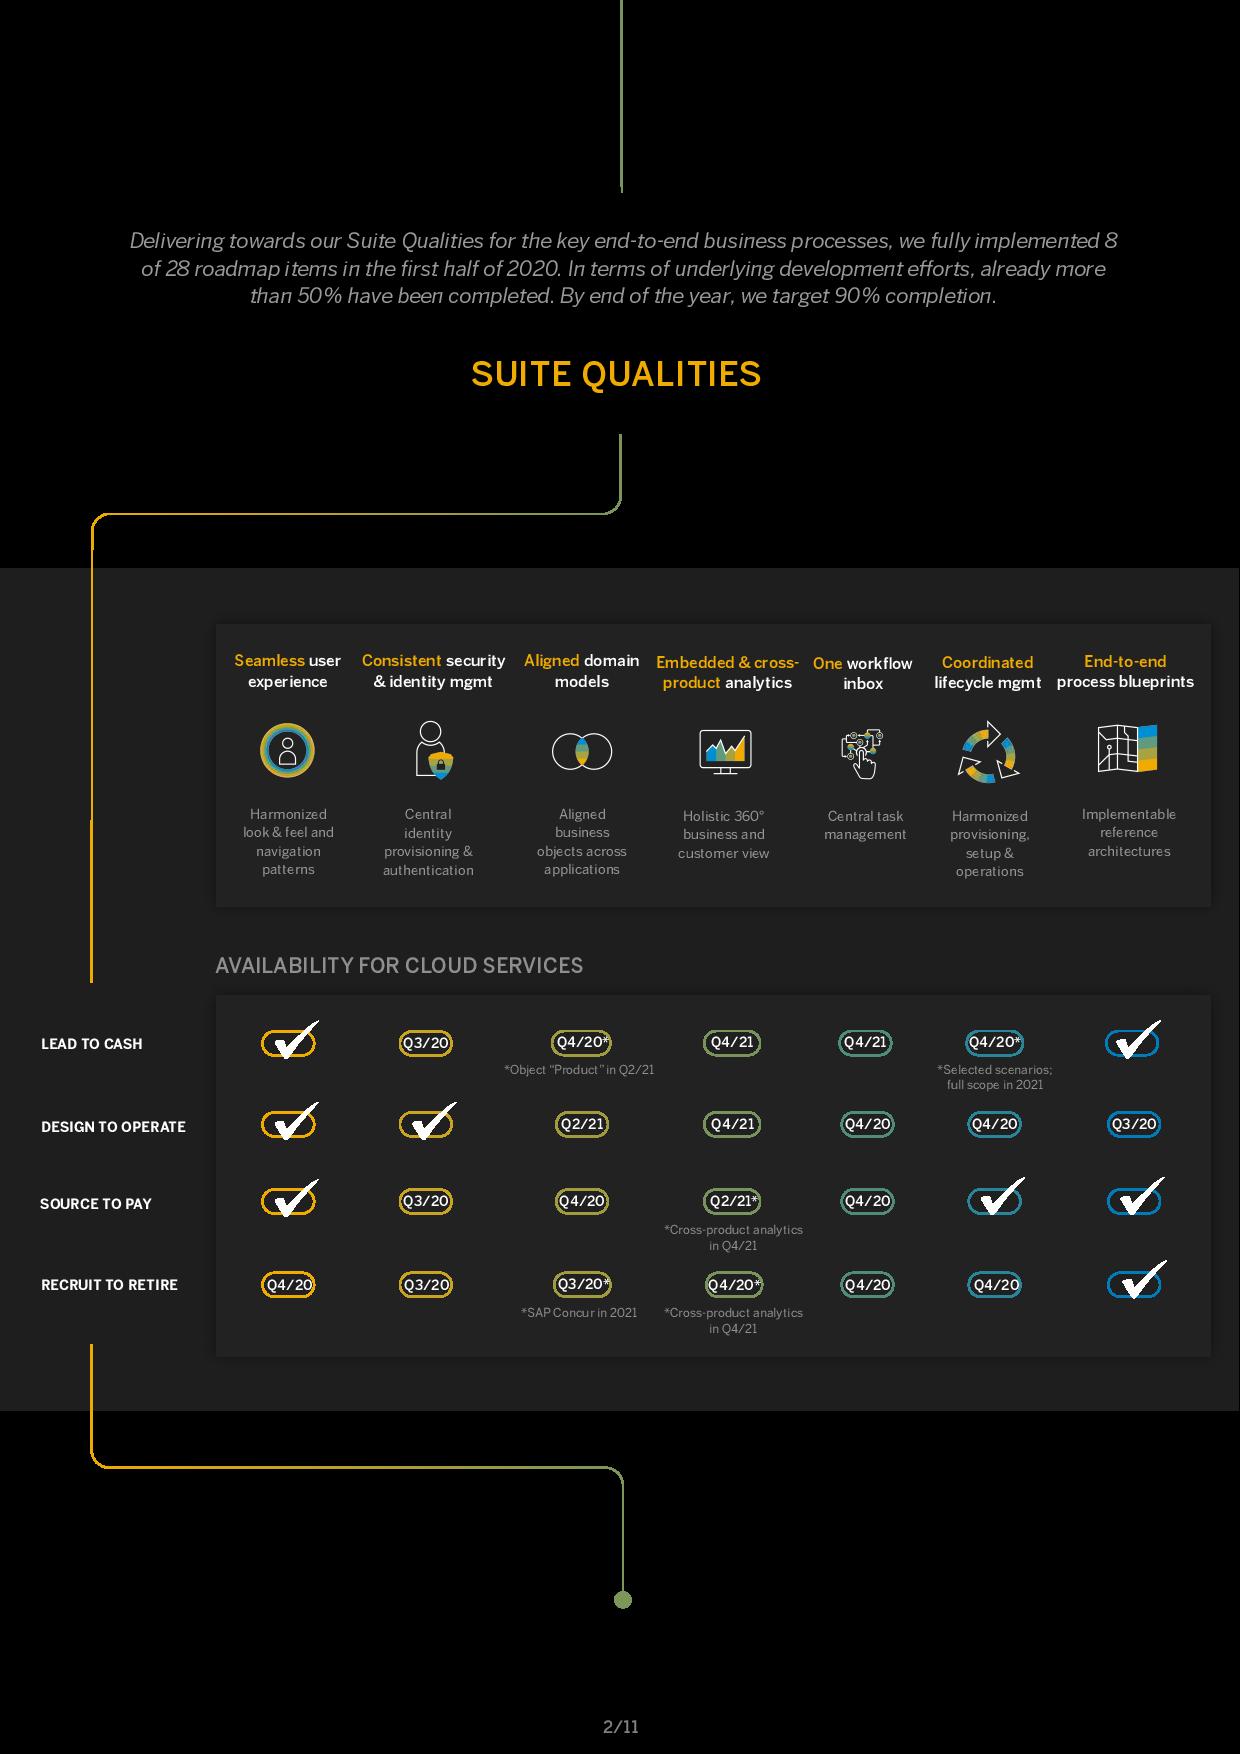 Delivering towards our Suite Qualities for the key end-to-end business processes, we fully implemented 8
of 28 roadmap items in the first half of 2020. In terms of underlying development efforts, already more
than 50% have been completed. By end of the year, we target 90% completion.
SUITE QUALITIES
Seamless user
experience
Consistent security
& identity mgmt
Aligned domain
models
Embedded & cross-
product analytics
One workflow
inbox
Coordinated
lifecycle mgmt
End-to-end
process blueprints
Harmonized
look & feel and
navigation
patterns
Central
identity
provisioning &
authentication
Aligned
business
objects across
applications
Holistic 360°
business and
customer view
Central task
management
Harmonized
provisioning,
setup &
operations
Implementable
reference
architectures
AVAILABILITY FOR CLOUD SERVICES
LEAD TO CASH
Q3/20
Q4/20*
*Object “Product” in Q2/21
Q4/21
Q4/21
Q4/20*
*Selected scenarios;
full scope in 2021
DESIGN TO OPERATE
Q2/21
Q4/21
Q4/20
Q4/20
Q3/20
SOURCE TO PAY
Q3/20
Q4/20
Q2/21*
*Cross-product analytics
in Q4/21
Q4/20
RECRUIT TO RETIRE
Q4/20
Q3/20
Q3/20*
*SAP Concur in 2021
Q4/20*
*Cross-product analytics
in Q4/21
Q4/20
Q4/20
2/11